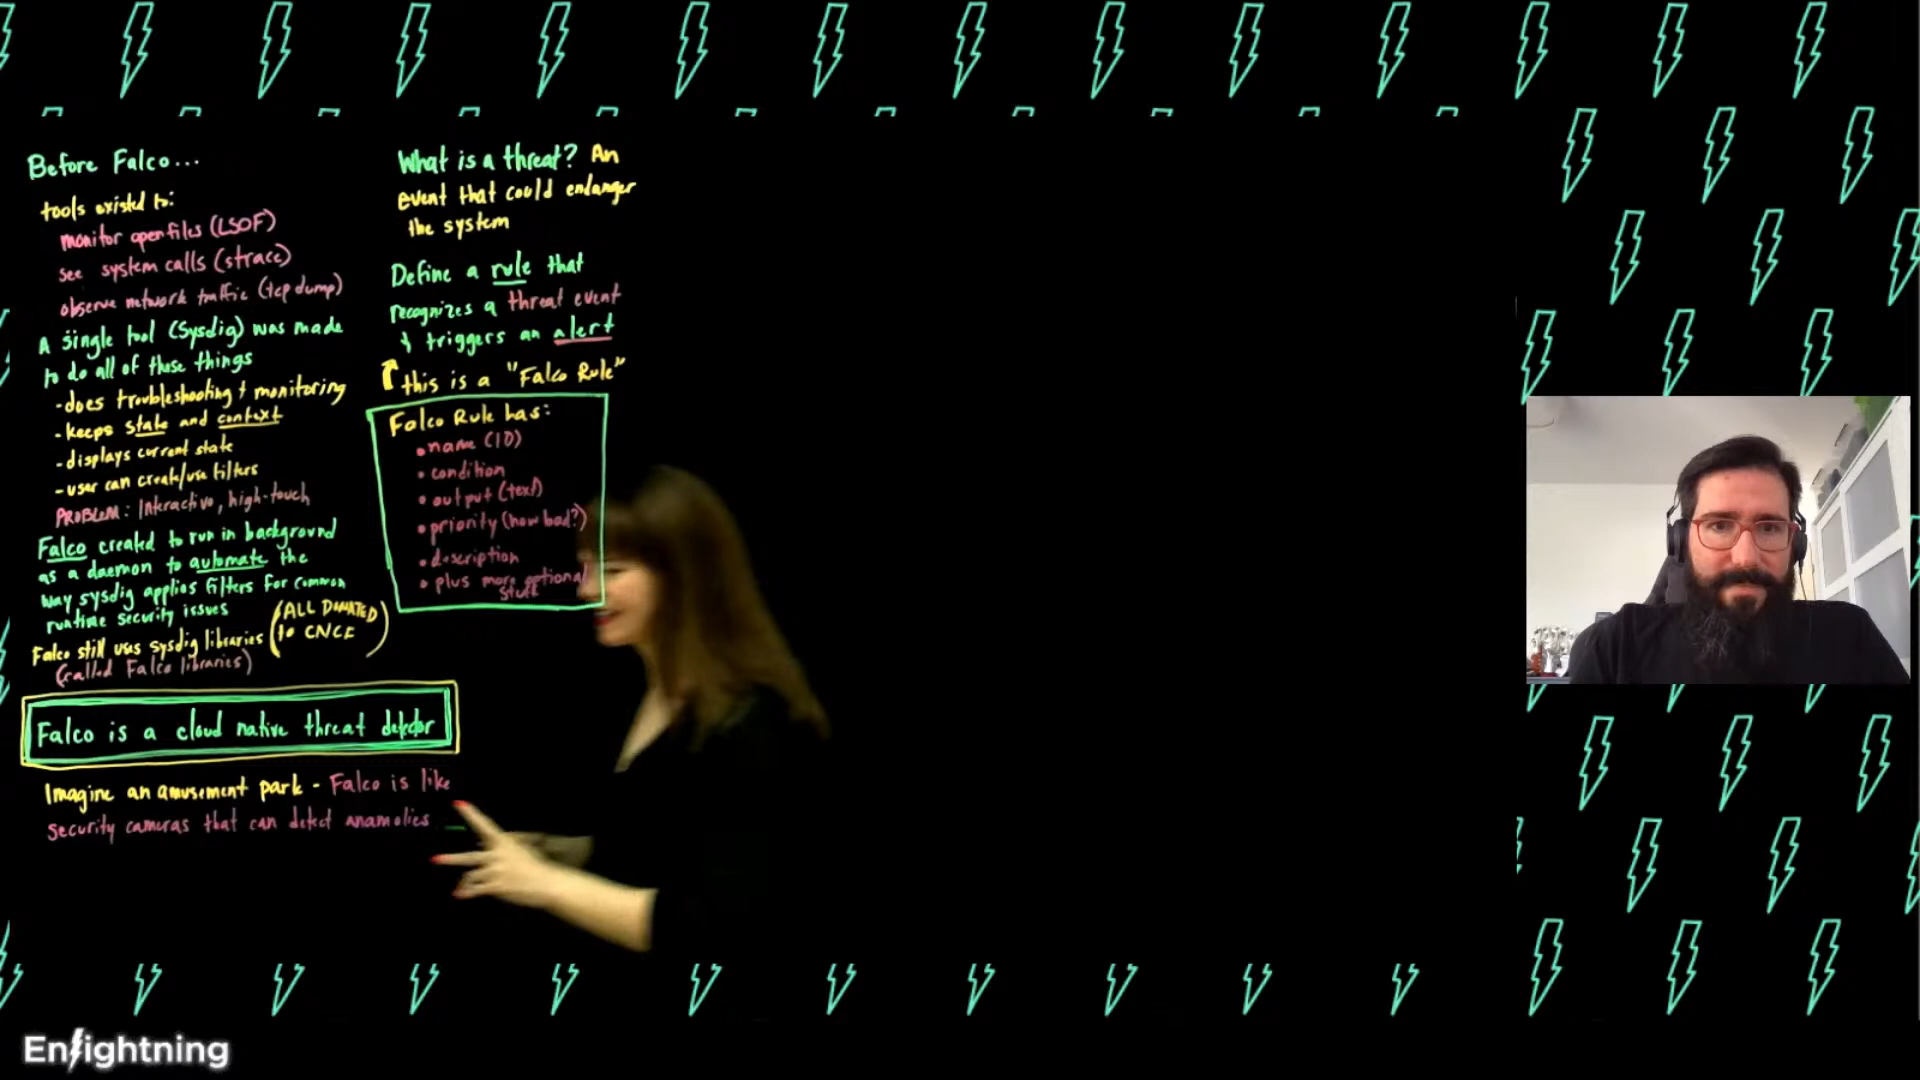 Before Falco...
tools existed to:
monitor open files (LSOF)
see system calls (strace)
observe network traffic (tcp dump)
A single tool (Sysdig) was made
to do all of these things
-does troubleshooting + monitoring
-keeps state and context
-displays current state
-user can create/use filters
PROBLEM: Interactive, high-touch
Falco created to run in background
as a daemon to automate the
way sysdig applies filters for common
runtime security issues
Falco still uses sysdig libraries
(called Falco libraries)
(ALL DONATED
to CNCF)
Falco is a cloud native threat detector
Imagine an amusement park - Falco is like
security cameras that can detect anamolies
What is a threat? An
event that could endanger
the system
Define a rule that
recognizes a threat event
& triggers an alert
this is a "Falco Rule"
Falco Rule has:
• name (ID)
• condition
• output (text)
• priority (how bad?)
• description
• plus more optional
stuff
Enlightning